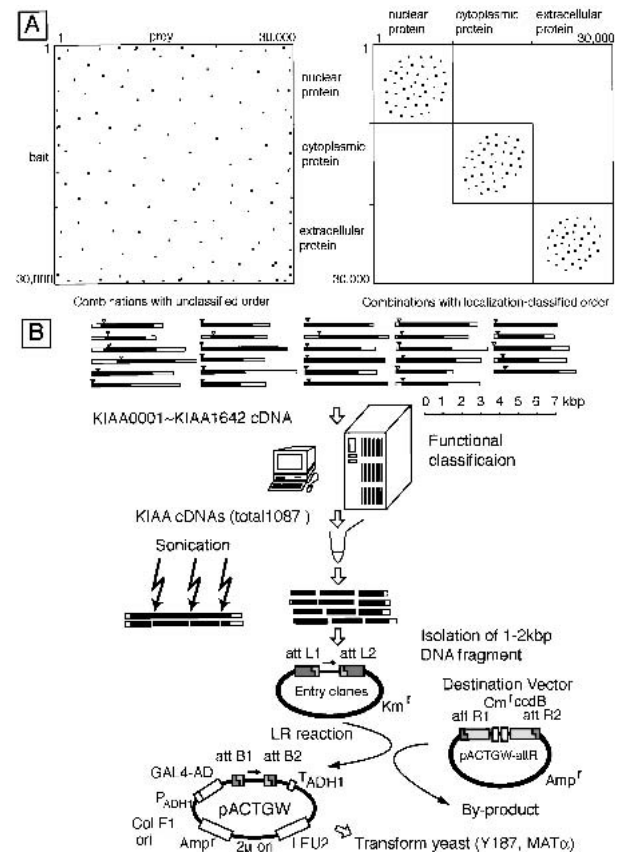 A
1 prey 30,000
1
bait
30,000
nuclear protein
cytoplasmic protein
extracellular protein
Combinations with unclassified order
nuclear protein
cytoplasmic protein
extracellular protein
1 30,000
1
30,000
Combinations with localization-classified order
B
KIAA0001~KIAA1642 cDNA
0 1 2 3 4 5 6 7 kbp
Functional classificaion
KIAA cDNAs (total1087 )
Sonication
Isolation of 1-2kbp DNA fragment
att L1 att L2
Entry clanes
Km r
Destination Vector
Cm r ccdB
att R1 att R2
pACTGW-attR
Amp r
LR reaction
By-product
att B1 att B2
GAL4-AD
T ADH1
P ADH1
pACTGW
Col F1 ori
Amp r
2µ ori
LEU2
Transform yeast (Y187, MATα)